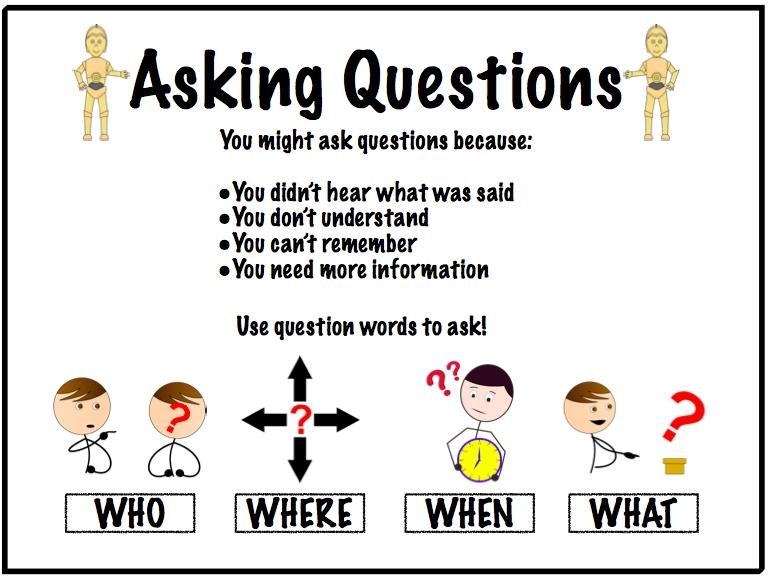 Asking Questions
You might ask questions because:
•You didn't hear what was said
•You don't understand
•You can't remember
•You need more information
Use question words to ask!
?
?
? ?
?
WHO
WHERE
WHEN
WHAT